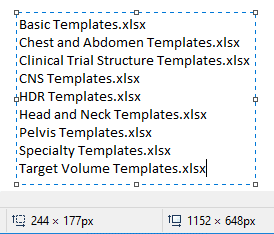 Basic Templates.xlsx
Chest and Abdomen Templates.xlsx
Clinical Trial Structure Templates.xlsx
CNS Templates.xlsx
HDR Templates.xlsx
Head and Neck Templates.xlsx
Pelvis Templates.xlsx
Specialty Templates.xlsx
Target Volume Templates.xlsx
244 × 177px 1152 × 648px